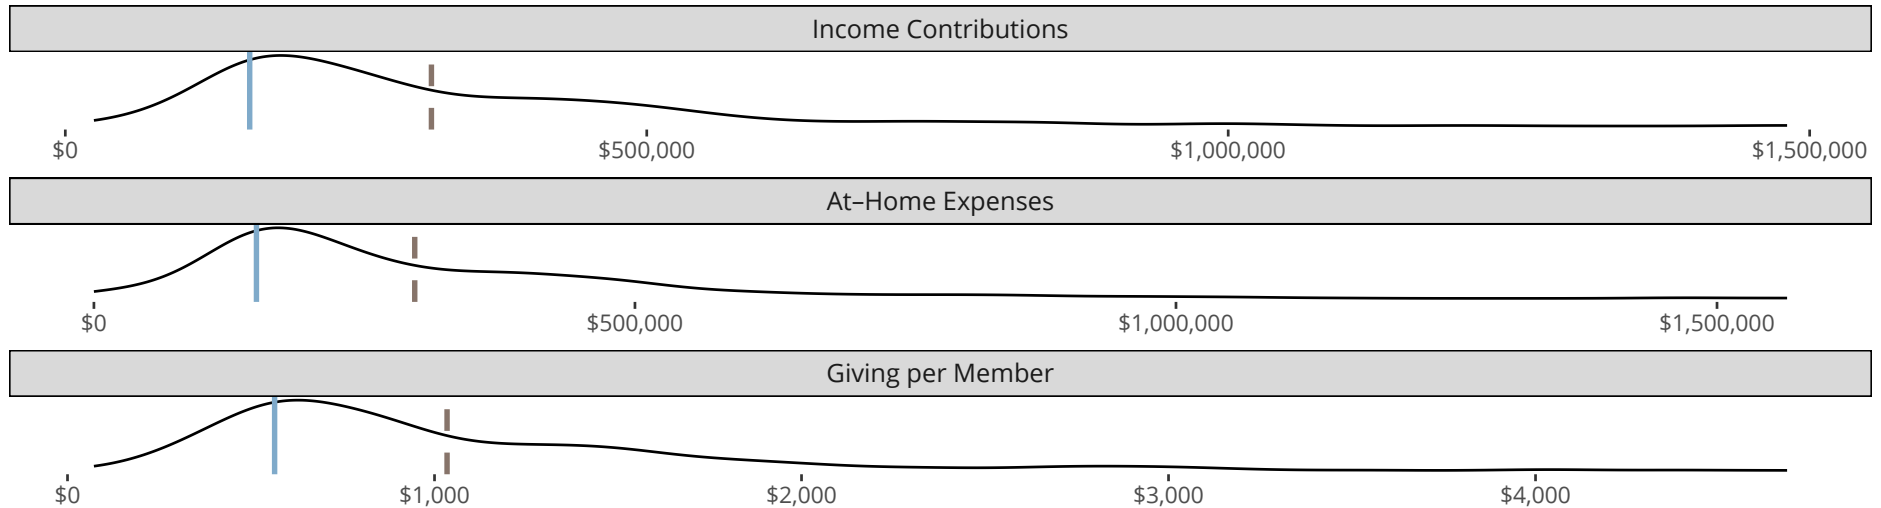 Income Contributions
$0 $500,000 $1,000,000 $1,500,000
At–Home Expenses
$0 $500,000 $1,000,000 $1,500,000
Giving per Member
$0 $1,000 $2,000 $3,000 $4,000